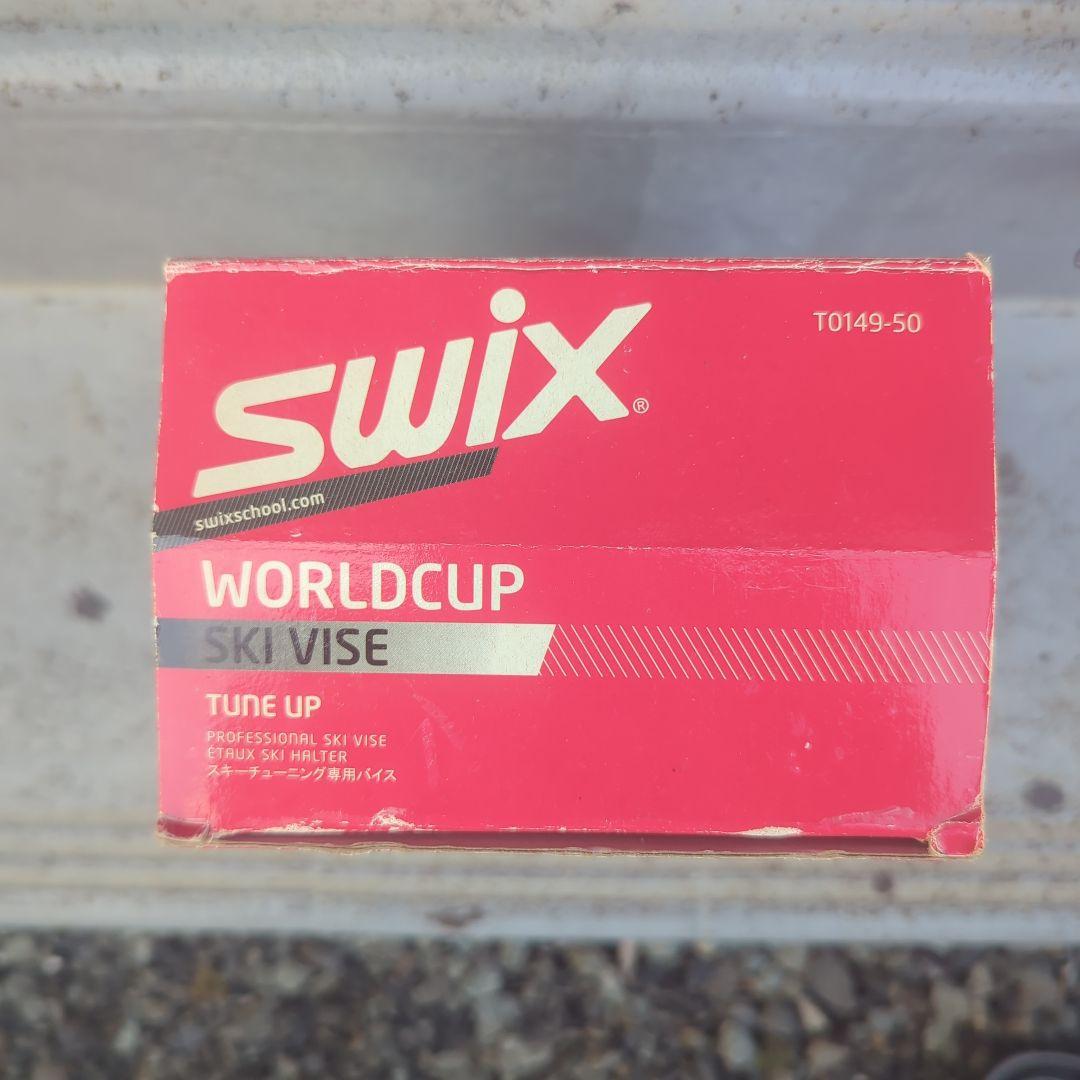 swix®
T0149-50
swixschool.com
WORLDCUP
SKI VISE
TUNE UP
PROFESSIONAL SKI VISE
ÉTAUX SKI HALTER
スキーチューニング専用バイス